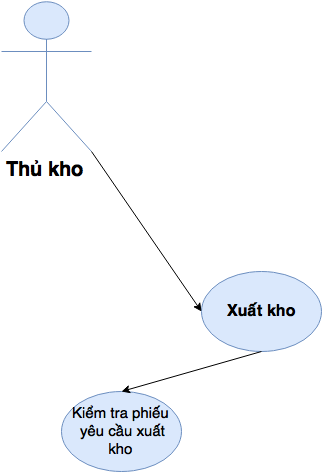 Thủ kho
Xuất kho
Kiểm tra phiếu
yêu cầu xuất
kho